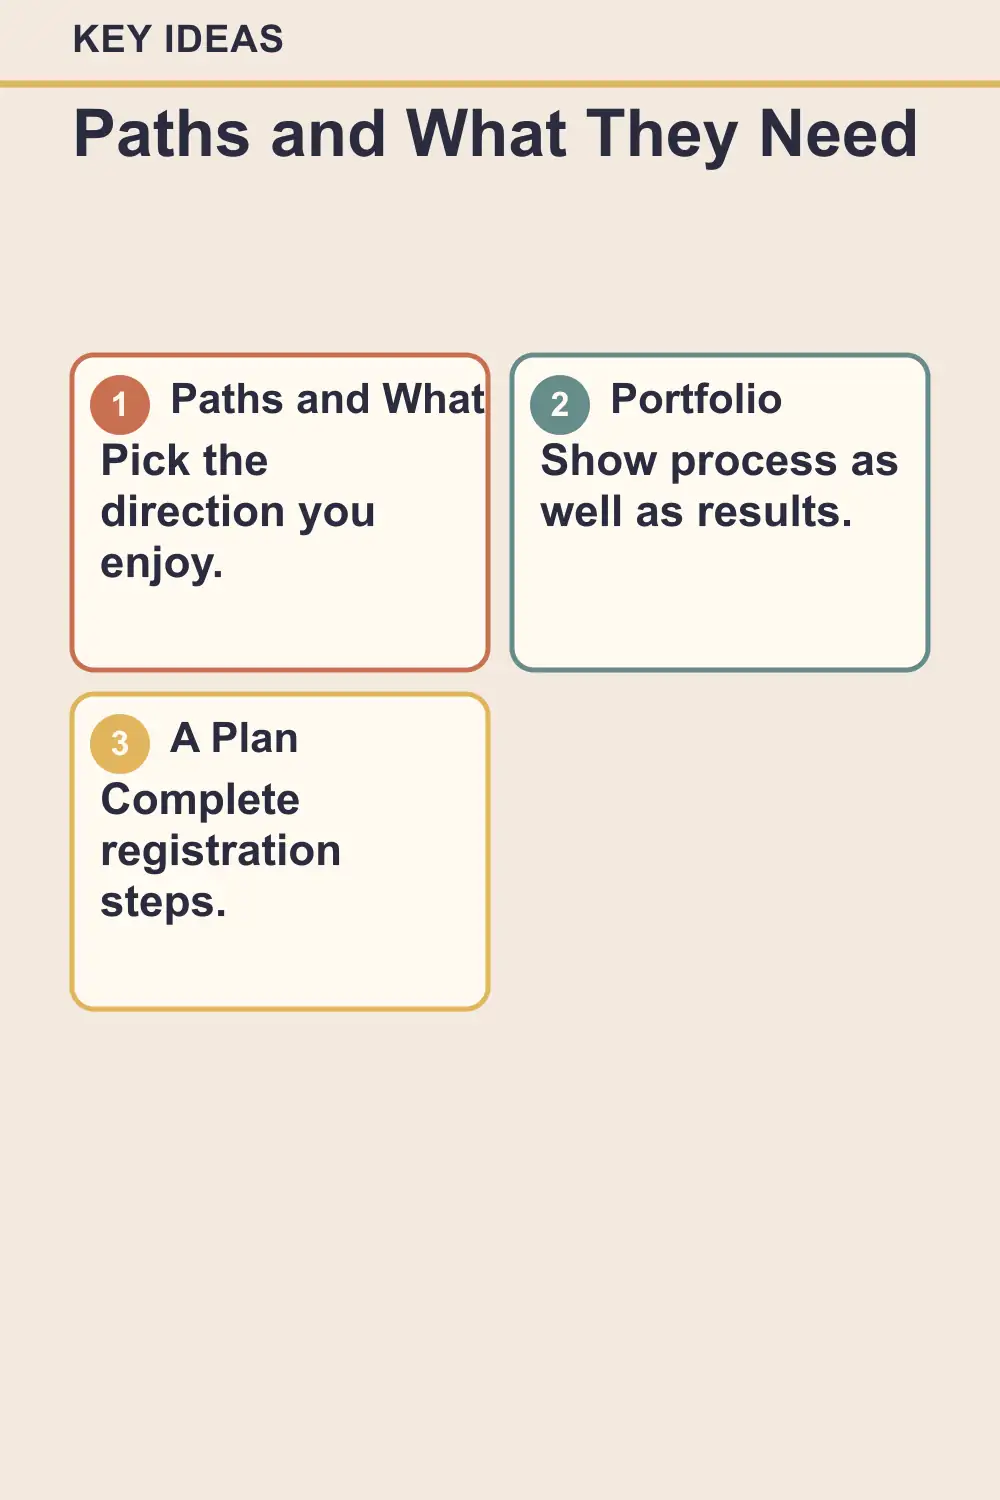 KEY IDEAS
Paths and What They Need
1 Paths and What
Pick the
direction you
enjoy.
2 Portfolio
Show process as
well as results.
3 A Plan
Complete
registration
steps.